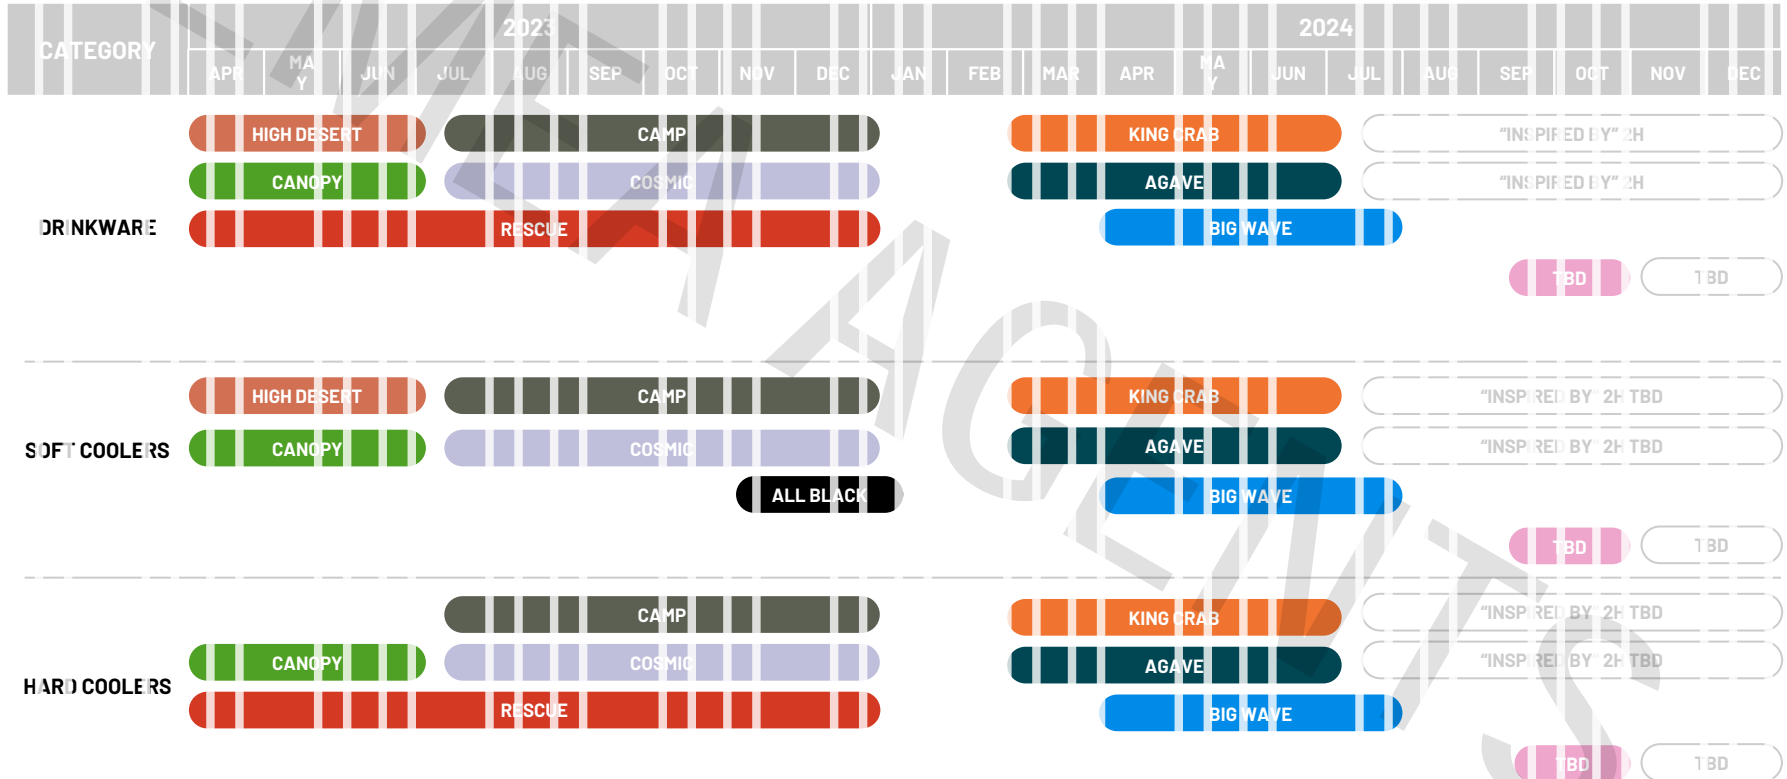 2023 2024
CATEGORY APR MAY JUN JUL AUG SEP OCT NOV DEC JAN FEB MAR APR MAY JUN JUL AUG SEP OCT NOV DEC
HIGH DESERT CAMP KING CRAB “INSPIRED BY” 2H
CANOPY COSMIC AGAVE “INSPIRED BY” 2H
DRINKWARE RESCUE BIG WAVE
TBD TBD
HIGH DESERT CAMP KING CRAB “INSPIRED BY” 2H TBD
SOFT COOLERS CANOPY COSMIC AGAVE “INSPIRED BY” 2H TBD
ALL BLACK BIG WAVE
TBD TBD
CAMP KING CRAB “INSPIRED BY” 2H TBD
CANOPY COSMIC AGAVE “INSPIRED BY” 2H TBD
HARD COOLERS RESCUE BIG WAVE
TBD TBD
AGENTS